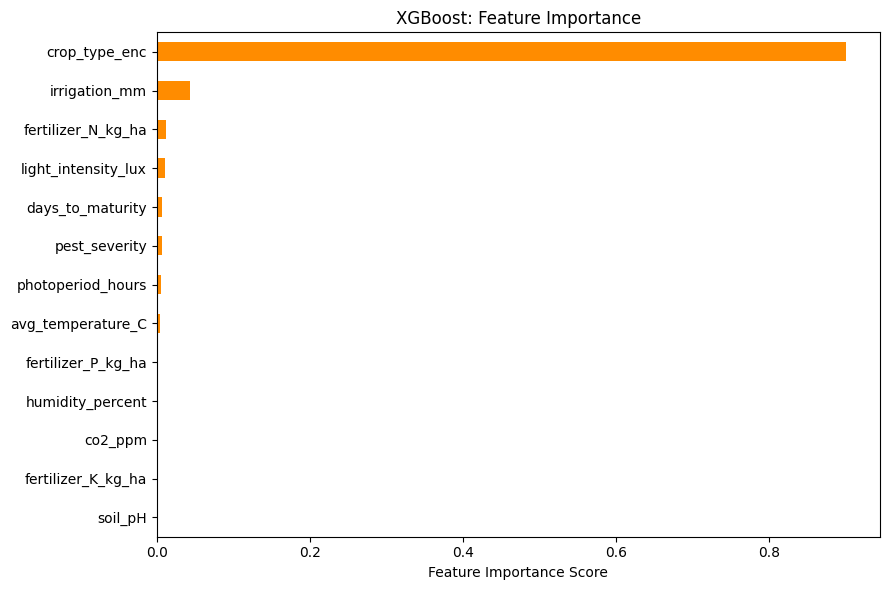 XGBoost: Feature Importance
crop_type_enc
irrigation_mm
fertilizer_N_kg_ha
light_intensity_lux
days_to_maturity
pest_severity
photoperiod_hours
avg_temperature_C
fertilizer_P_kg_ha
humidity_percent
co2_ppm
fertilizer_K_kg_ha
soil_pH
0.0 0.2 0.4 0.6 0.8
Feature Importance Score